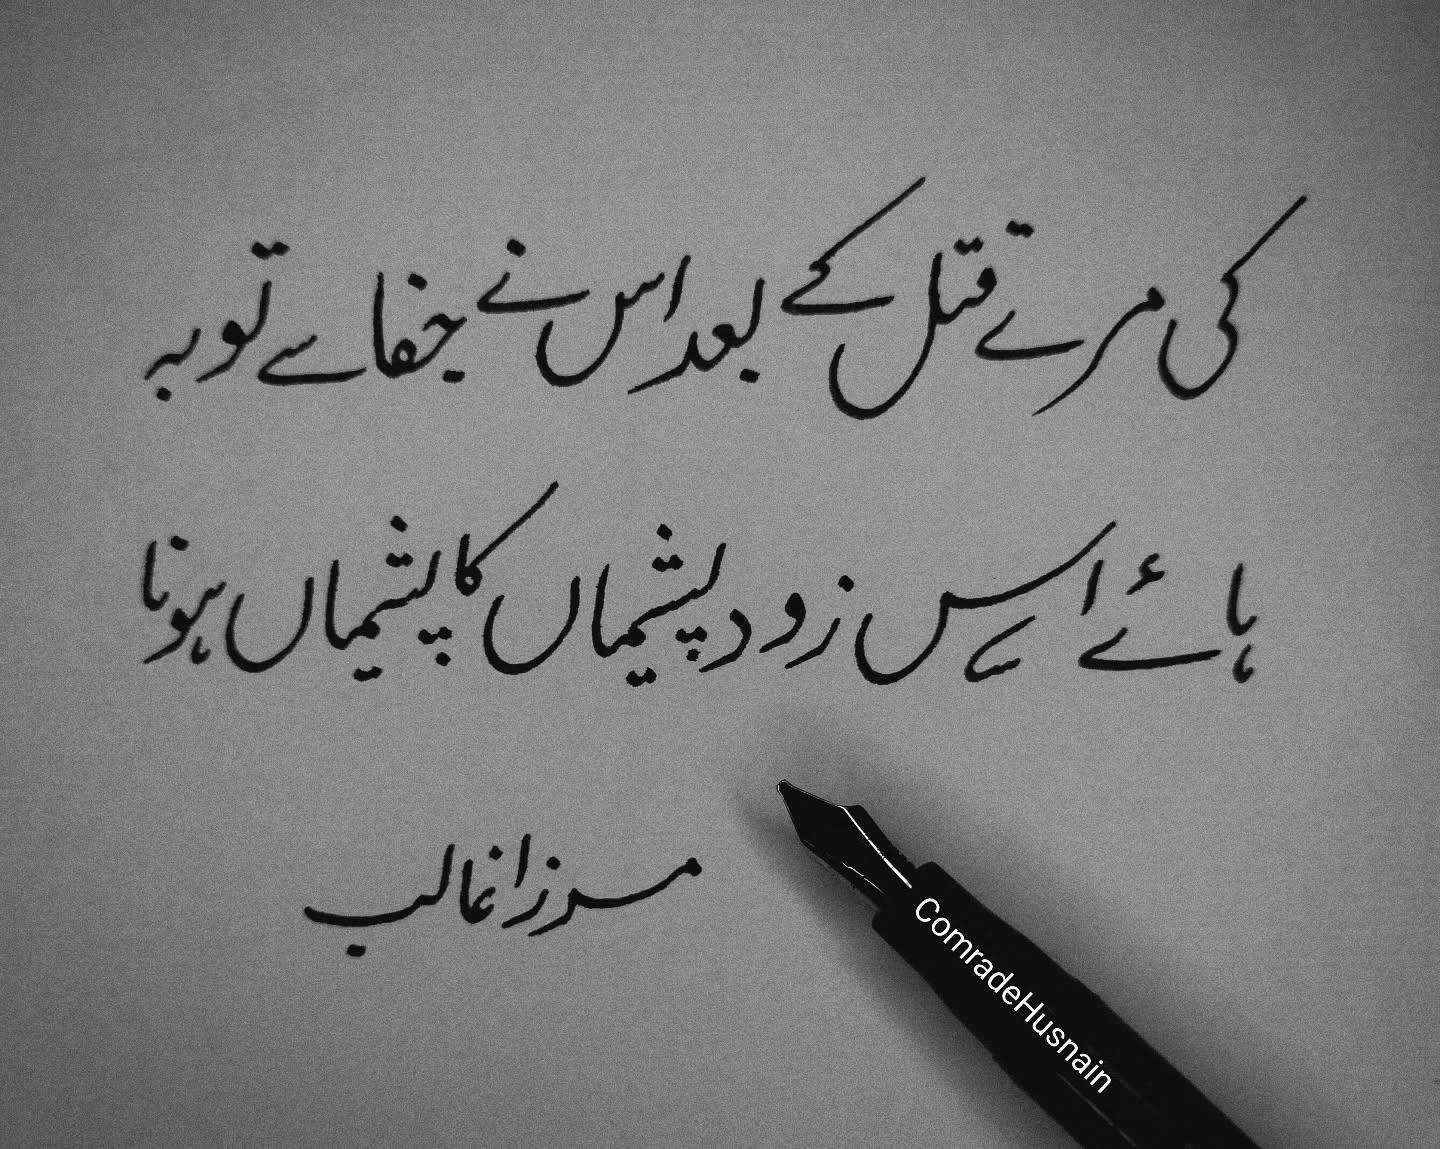 کی مرے قتل کے بعد اس نے جفا سے توبہ
ہائے اس زود پشیماں کا پشیماں ہونا
مرزا غالب
ComradeHusnain